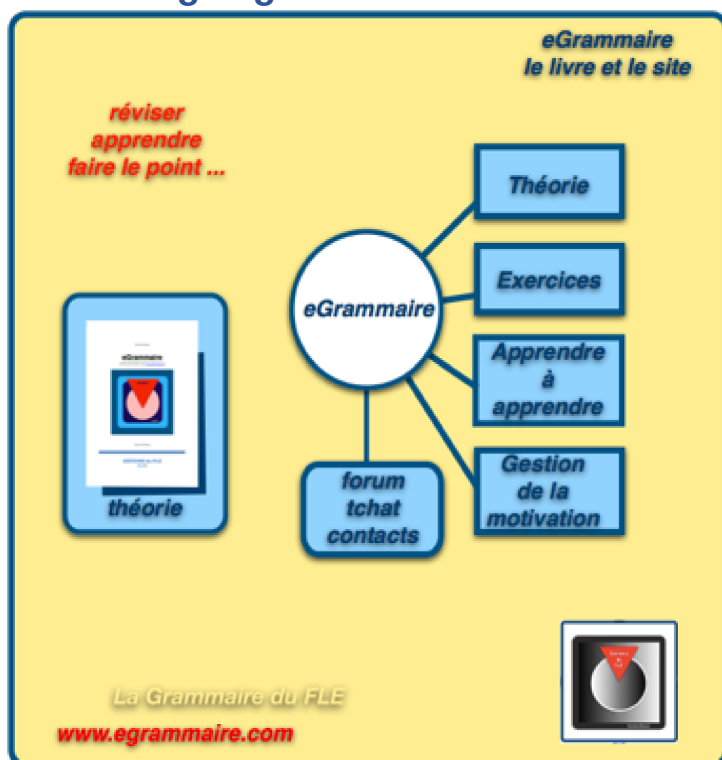 eGrammaire
le livre et le site
réviser
apprendre
faire le point ...
Théorie
Exercices
eGrammaire
Apprendre
à
apprendre
Gestion
de la
motivation
forum
tchat
contacts
eGrammaire
théorie
La Grammaire du FLE
www.egrammaire.com